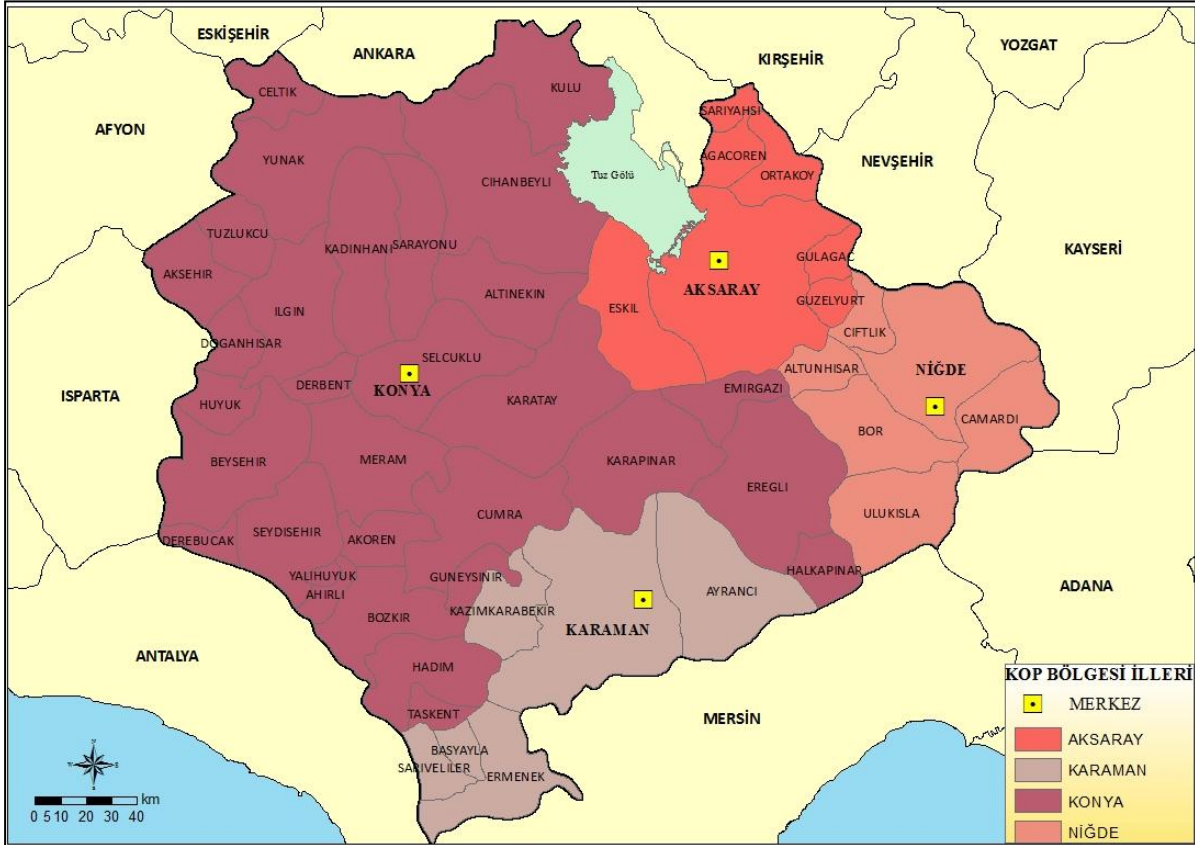 ESKİŞEHİR
ANKARA
KIRŞEHİR
YOZGAT
AFYON
NEVŞEHİR
KAYSERİ
ISPARTA
ADANA
ANTALYA
MERSİN
KULU
CELTIK
YUNAK
CIHANBEYLI
Tuz Gölü
SARIYAHSI
AGACOREN
ORTAKOY
TUZLUKCU
KADINHANI
SARAYONU
AKSEHIR
GULAGAC
AKSARAY
ESKIL
ALTINEKIN
GUZELYURT
ILGIN
DOGANHISAR
CIFTLIK
SELCUKLU
ALTUNHISAR
NİĞDE
DERBENT
KONYA
EMIRGAZI
HUYUK
KARATAY
CAMARDI
BOR
BEYSEHIR
MERAM
KARAPINAR
EREGLI
CUMRA
ULUKISLA
DEREBUCAK
SEYDISEHIR
AKOREN
HALKAPINAR
YALIHUYUK
GUNEYSINIR
AHIRLI
AYRANCI
BOZKIR
KAZIMKARABEKIR
KARAMAN
HADIM
TASKENT
BASYAYLA
SARIVELILER
ERMENEK
km
0 5 10 20 30 40
KOP BÖLGESİ İLLERİ
MERKEZ
AKSARAY
KARAMAN
KONYA
NİĞDE